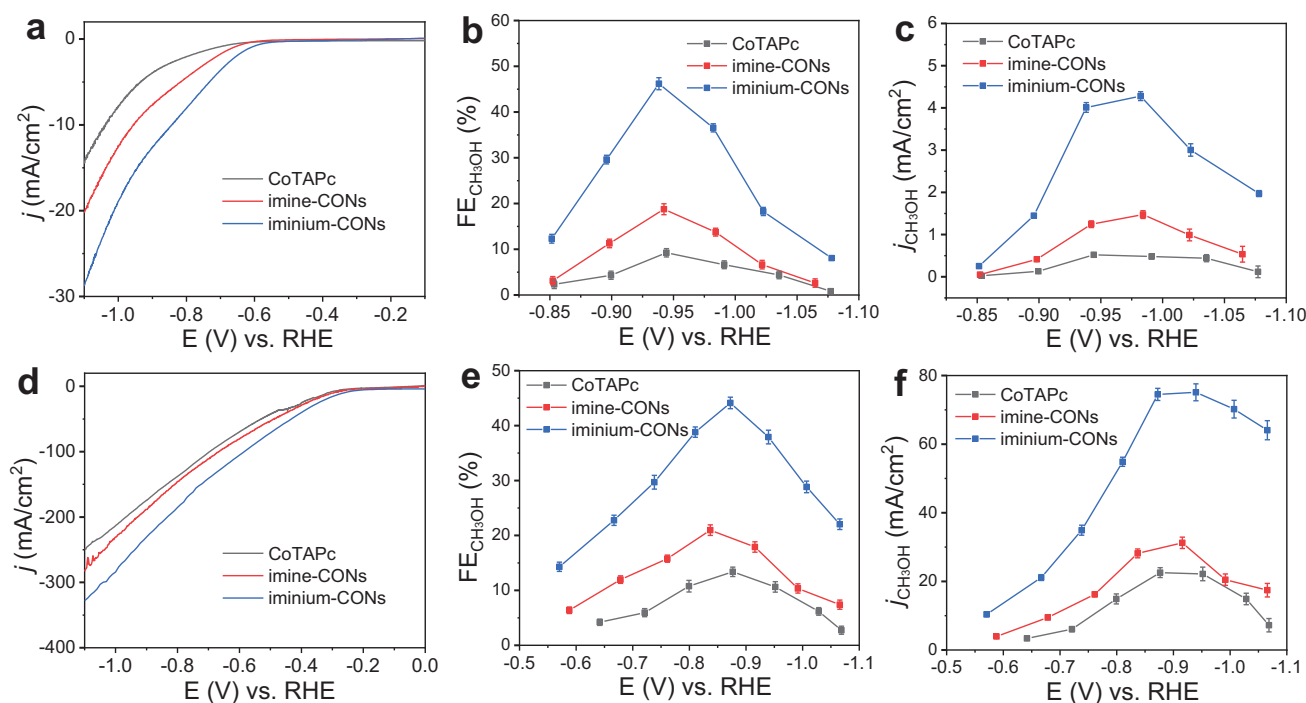 a
0
-10
-20
-30
j (mA/cm²)
-1.0 -0.8 -0.6 -0.4 -0.2
E (V) vs. RHE
CoTAPc
imine-CONs
iminium-CONs
b
60
50
40
30
20
10
0
FE_CH₃OH (%)
-0.85 -0.90 -0.95 -1.00 -1.05 -1.10
E (V) vs. RHE
CoTAPc
imine-CONs
iminium-CONs
c
6
5
4
3
2
1
0
j_CH₃OH (mA/cm²)
-0.85 -0.90 -0.95 -1.00 -1.05 -1.10
E (V) vs. RHE
CoTAPc
imine-CONs
iminium-CONs
d
0
-100
-200
-300
-400
j (mA/cm²)
-1.0 -0.8 -0.6 -0.4 -0.2 0.0
E (V) vs. RHE
CoTAPc
imine-CONs
iminium-CONs
e
50
40
30
20
10
0
FE_CH₃OH (%)
-0.5 -0.6 -0.7 -0.8 -0.9 -1.0 -1.1
E (V) vs. RHE
CoTAPc
imine-CONs
iminium-CONs
f
80
60
40
20
0
j_CH₃OH (mA/cm²)
-0.5 -0.6 -0.7 -0.8 -0.9 -1.0 -1.1
E (V) vs. RHE
CoTAPc
imine-CONs
iminium-CONs